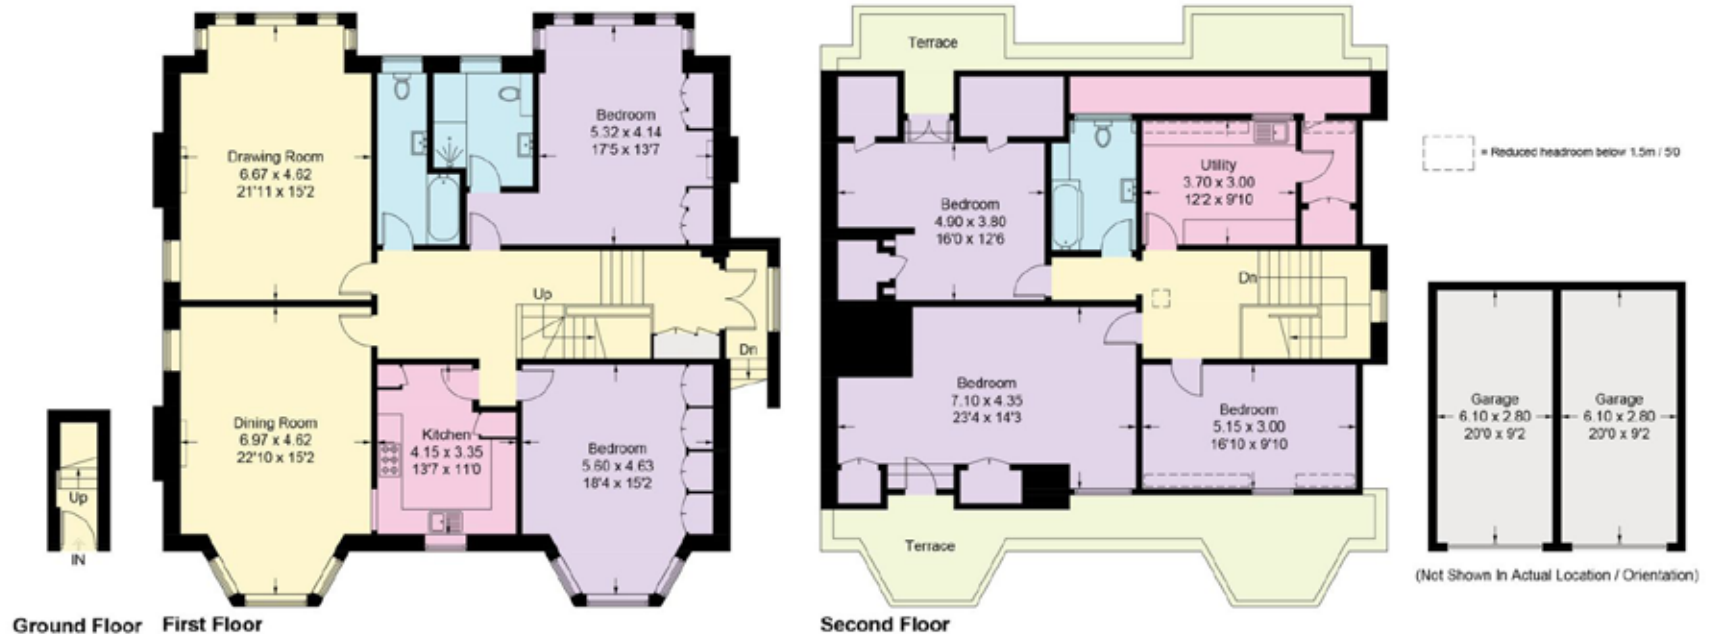 Drawing Room
6.67 x 4.62
21'11 x 15'2
Bedroom
5.32 x 4.14
17'5 x 13'7
Up
Dn
Dining Room
6.97 x 4.62
22'10 x 15'2
Kitchen
4.15 x 3.35
13'7 x 11'0
Bedroom
5.60 x 4.63
18'4 x 15'2
Up
IN
Ground Floor
First Floor
Terrace
Bedroom
4.90 x 3.80
16'0 x 12'6
Utility
3.70 x 3.00
12'2 x 9'10
Dn
Bedroom
7.10 x 4.35
23'4 x 14'3
Bedroom
5.15 x 3.00
16'10 x 9'10
Terrace
Second Floor
= Reduced headroom below 1.5m / 5'0
Garage
6.10 x 2.80
20'0 x 9'2
Garage
6.10 x 2.80
20'0 x 9'2
(Not Shown In Actual Location / Orientation)